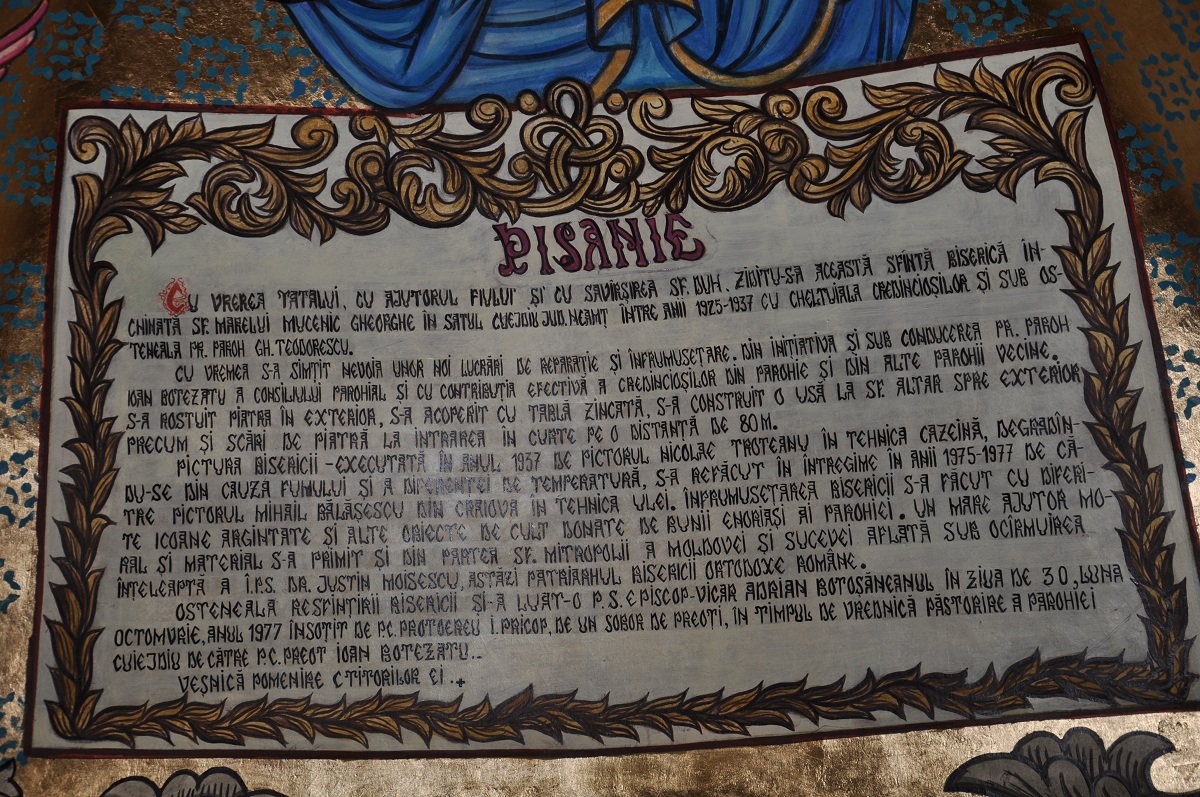 PISANIE
CU VREREA TATALUI, CU AJUTORUL FIULUI ȘI CU SAVÎRȘIREA SF. DUH, ZIDITU-S-A ACEASTĂ SFÎNTĂ BISERICĂ ÎN-
CHINATĂ SF. MARELUI MUCENIC GHEORGHE ÎN SATUL CUEJDIU, JUD. NEAMȚ ÎNTRE ANII 1925-1937 CU CHELTUIALA CREDINCIOȘILOR ȘI SUB OS-
TENEALA PR. PAROH GH. TEODORESCU.
CU VREMEA S-A SIMȚIT NEVOIA UNOR NOI LUCRĂRI DE REPARAȚIE ȘI ÎNFRUMUSEȚARE. DIN INIȚIATIVA ȘI SUB CONDUCEREA PR. PAROH
IOAN BOTEZATU A CONSILIULUI PAROHIAL ȘI CU CONTRIBUȚIA EFECTIVĂ A CREDINCIOȘILOR DIN PAROHIE ȘI DIN ALTE PAROHII VECINE.
S-A ROSTUIT PIATRA ÎN EXTERIOR, S-A ACOPERIT CU TABLĂ ZINCATĂ, S-A CONSTRUIT O UȘĂ LA SF. ALTAR SPRE EXTERIOR
PRECUM ȘI SCĂRI DE PIATRĂ LA INTRAREA ÎN CURTE PE O DISTANȚĂ DE 80 M.
PICTURA BISERICII - EXECUTATĂ ÎN ANUL 1937 DE PICTORUL NICOLAE TROTEANU ÎN TEHNICA CAZEINĂ, DEGRADÎN-
DU-SE DIN CAUZA FUMULUI ȘI A DIFERENȚEI DE TEMPERATURĂ, S-A REFĂCUT ÎN ÎNTREGIME ÎN ANII 1975-1977 DE CĂ-
TRE PICTORUL MIHAIL BĂLĂȘESCU DIN CRAIOVA ÎN TEHNICA ULEI. ÎNFRUMUSEȚAREA BISERICII S-A FĂCUT CU DIFERI-
TE ICOANE ARGINTATE ȘI ALTE OBIECTE DE CULT DONATE DE BUNII ENORIAȘI AI PAROHIEI. UN MARE AJUTOR MO-
RAL ȘI MATERIAL S-A PRIMIT ȘI DIN PARTEA SF. MITROPOLII A MOLDOVEI ȘI SUCEVEI AFLATĂ SUB OCÎRMUIREA
ÎNȚELEAPTĂ A Î.P.S. DR. JUSTIN MOISESCU, ASTĂZI PATRIARHUL BISERICII ORTODOXE ROMÂNE.
OSTENEALA RESFINȚIRII BISERICII ȘI-A LUAT-O P.S. EPISCOP-VICAR ADRIAN BOTOȘĂNEANUL ÎN ZIUA DE 30, LUNA
OCTOMVRIE, ANUL 1977 ÎNSOȚIT DE P.C. PROTOEREU I. PRICOP, DE UN SOBOR DE PREOȚI, ÎN TIMPUL DE VREDNICĂ PĂSTORIRE A PAROHIEI
CUIEJDIU DE CĂTRE P.C. PREOT IOAN BOTEZATU..
VEȘNICĂ POMENIRE CTITORILOR EI .+